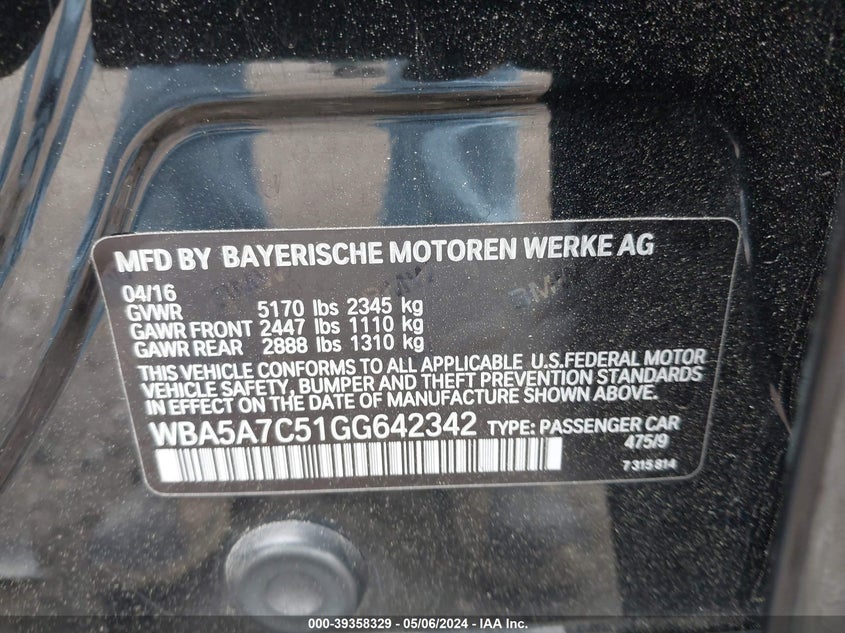 MFD BY BAYERISCHE MOTOREN WERKE AG
04/16
GVWR 5170 lbs 2345 kg
GAWR FRONT 2447 lbs 1110 kg
GAWR REAR 2888 lbs 1310 kg
THIS VEHICLE CONFORMS TO ALL APPLICABLE U.S.FEDERAL MOTOR
VEHICLE SAFETY, BUMPER AND THEFT PREVENTION STANDARDS
IN EFFECT ON THE DATE OF MANUFACTURE SHOWN ABOVE.
WBA5A7C51GG642342 TYPE: PASSENGER CAR
475/9
7 315 814
000-39358329 - 05/06/2024 - IAA Inc.